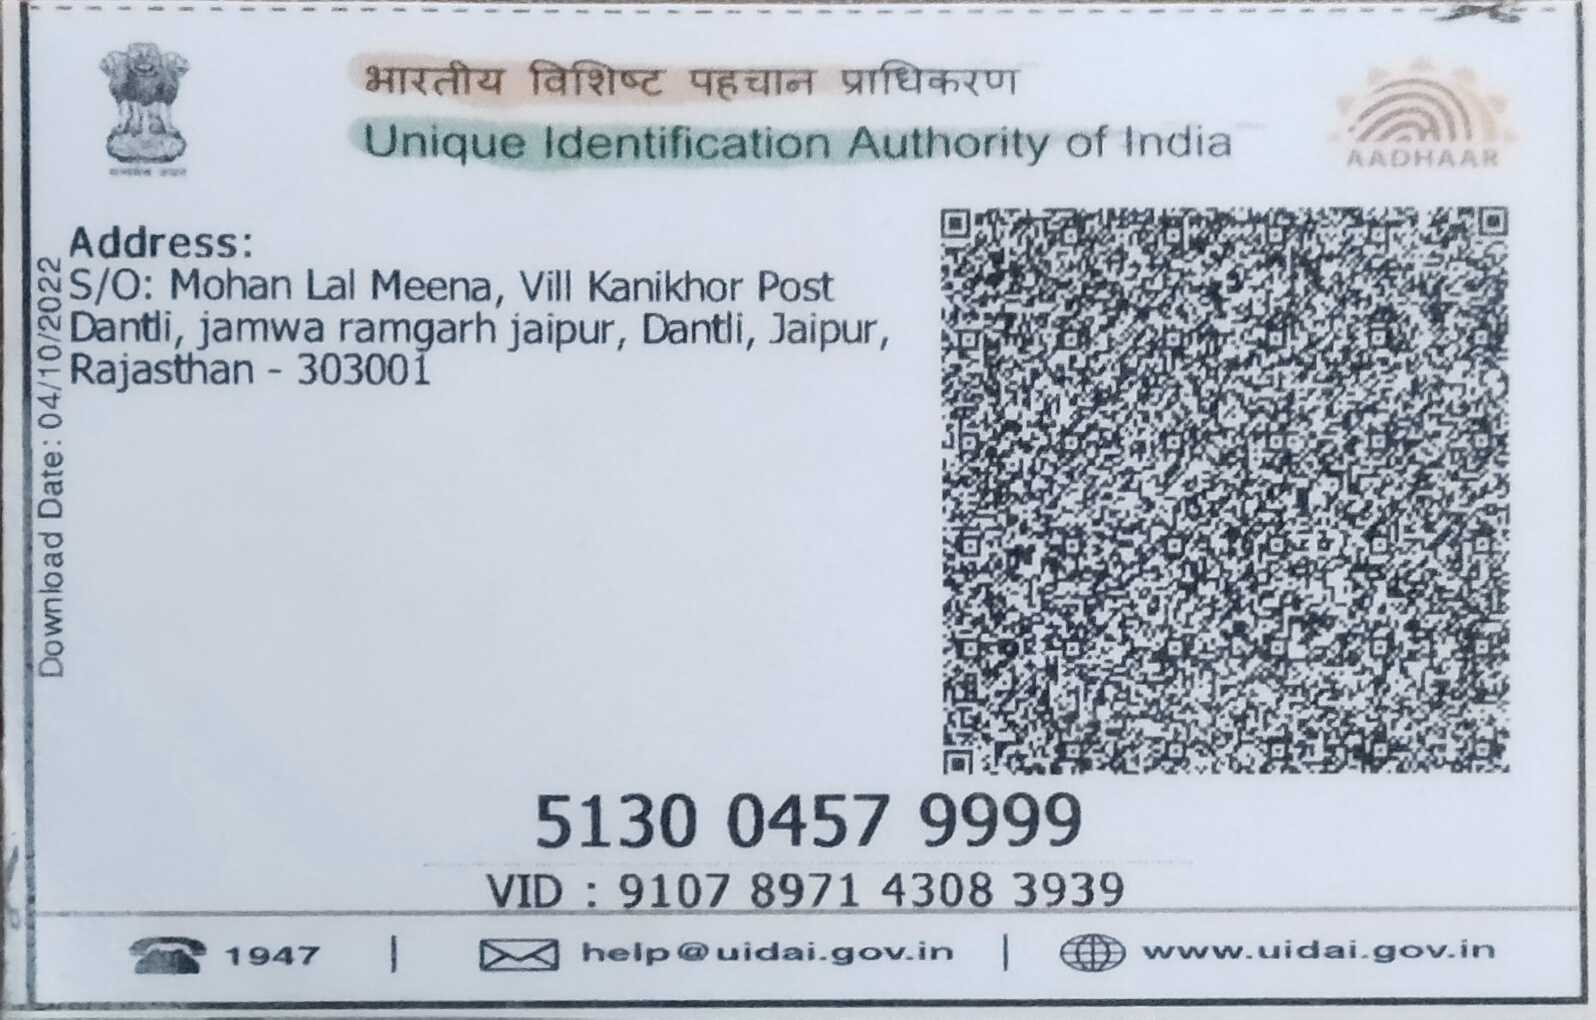 भारतीय विशिष्ट पहचान प्राधिकरण
Unique Identification Authority of India
AADHAAR
Address:
S/O: Mohan Lal Meena, Vill Kanikhor Post
Dantli, jamwa ramgarh jaipur, Dantli, Jaipur,
Rajasthan - 303001
Download Date: 04/10/2022
5130 0457 9999
VID : 9107 8971 4308 3939
1947 | help@uidai.gov.in | www.uidai.gov.in